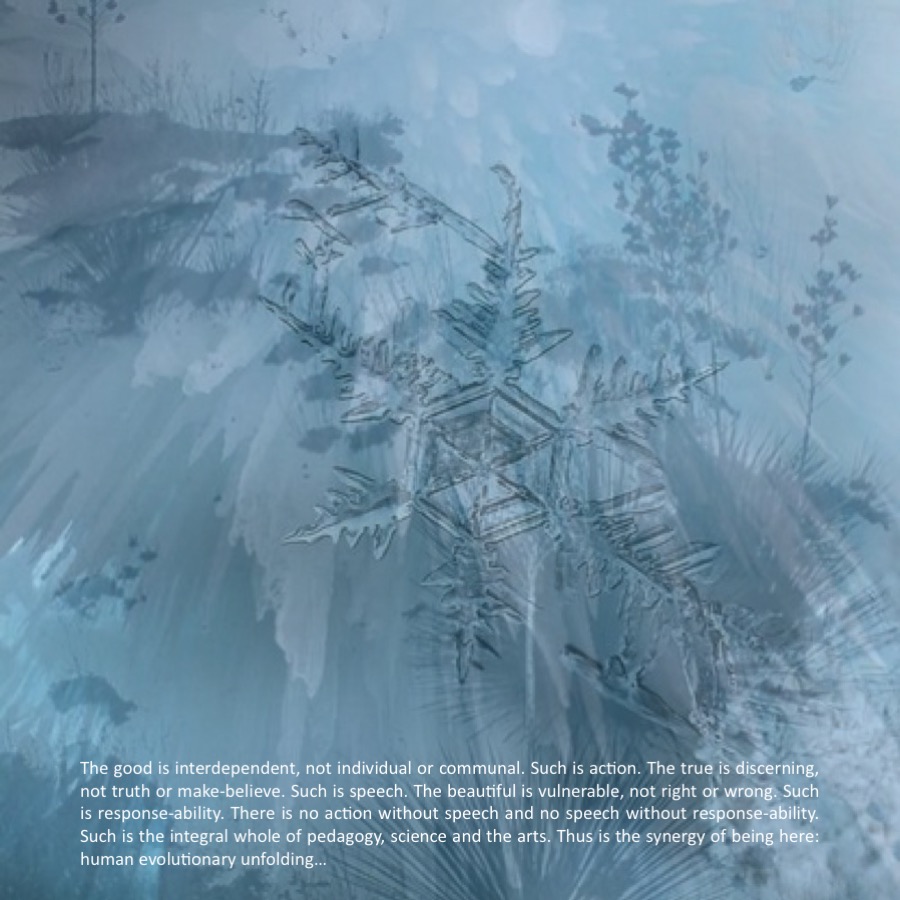 The good is interdependent, not individual or communal. Such is action. The true is discerning,
not truth or make-believe. Such is speech. The beautiful is vulnerable, not right or wrong. Such
is response-ability. There is no action without speech and no speech without response-ability.
Such is the integral whole of pedagogy, science and the arts. Thus is the synergy of being here:
human evolutionary unfolding...